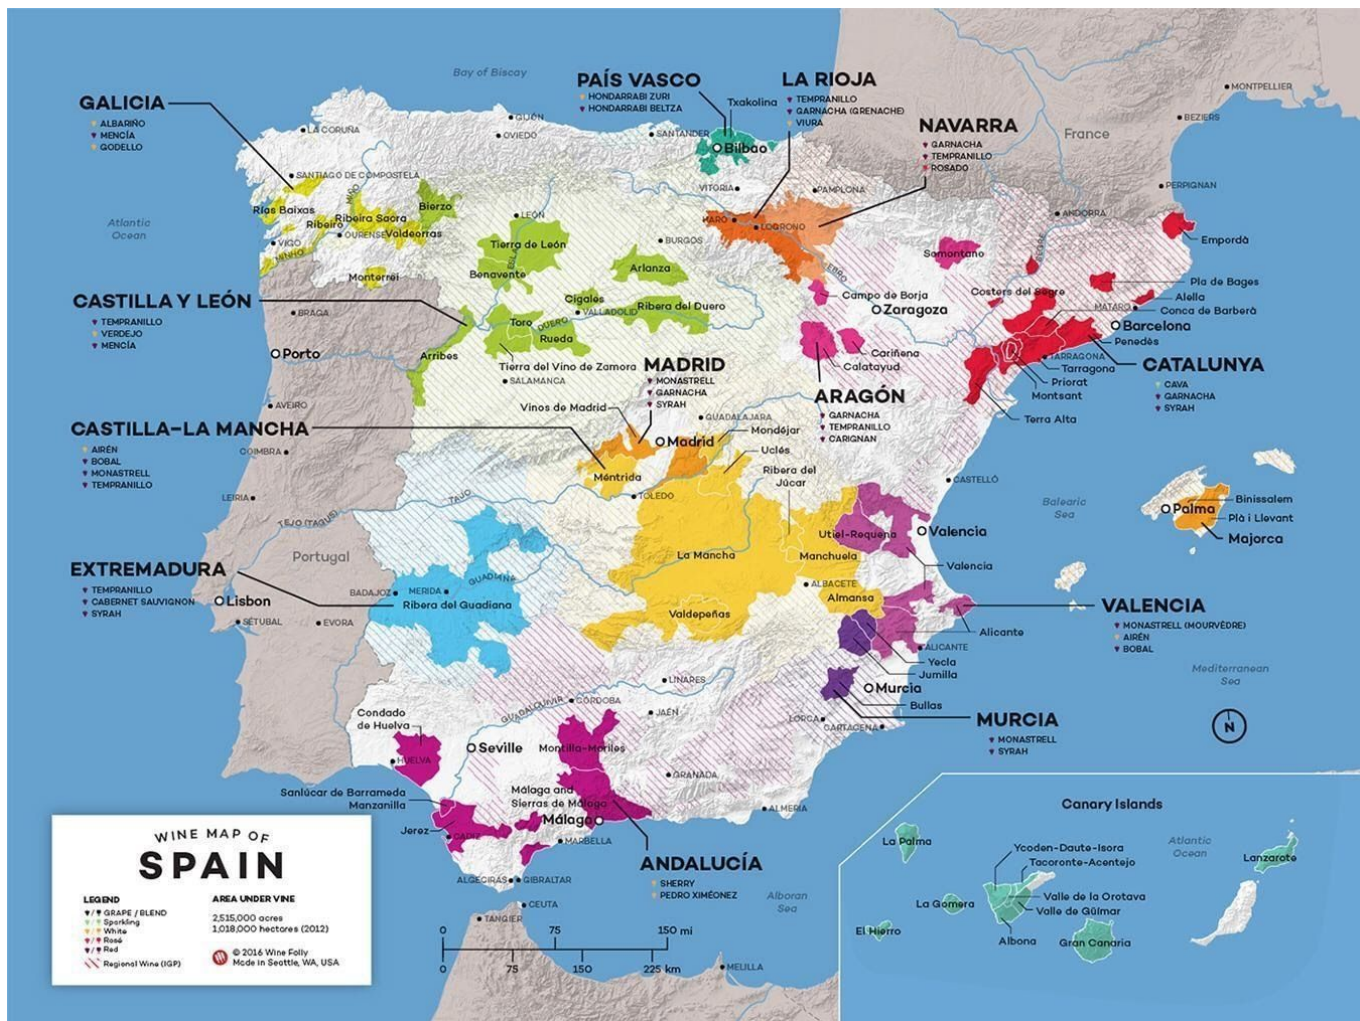 Bay of Biscay
GALICIA
ALBARIÑO
MENCÍA
GODELLO
PAÍS VASCO
HONDARRABI ZURI
HONDARRABI BELTZA
Txakolina
Bilbao
LA RIOJA
TEMPRANILLO
GARNACHA (GRENACHE)
VIURA
NAVARRA
GARNACHA
TEMPRANILLO
ROSADO
MONTPELLIER
BEZIERS
France
PERPIGNAN
ANDORRA
GIJÓN
LA CORUÑA
OVIEDO
SANTANDER
SANTIAGO DE COMPOSTELA
VITORIA
PAMPLONA
Atlantic
Ocean
Rías Baixas
MIÑO
Ribeira Sacra
Ribeiro
OURENSE
Valdeorras
Bierzo
LEÓN
VIGO
MINHO
Monterrei
Tierra de León
ESLA
Benavente
BURGOS
Arlanza
HARO
LOGRONO
EBRO
Somontano
SEGRE
Empordà
Pla de Bages
Costers del Segre
MATARO
Alella
Conca de Barberà
Barcelona
Penedès
CASTILLA Y LEÓN
TEMPRANILLO
VERDEJO
MENCÍA
BRAGA
Porto
Cigales
VALLADOLID
Ribera del Duero
Toro
DUERO
Rueda
Arribes
Tierra del Vino de Zamora
SALAMANCA
Campo de Borja
Zaragoza
Cariñena
Calatayud
TARRAGONA
Tarragona
Priorat
Montsant
Terra Alta
CATALUNYA
CAVA
GARNACHA
SYRAH
MADRID
MONASTRELL
GARNACHA
SYRAH
Vinos de Madrid
ARAGÓN
GARNACHA
TEMPRANILLO
CARIGNAN
AVEIRO
COIMBRA
CASTILLA–LA MANCHA
AIRÉN
BOBAL
MONASTRELL
TEMPRANILLO
GUADALAJARA
Madrid
Mondéjar
Uclés
Ribera del
Júcar
Méntrida
TOLEDO
LEIRIA
TAJO
TEJO (TAGUS)
CASTELLÓ
Balearic
Sea
Palma
Binissalem
Plà i Llevant
Majorca
Portugal
La Mancha
Utiel-Requena
Manchuela
Valencia
Valencia
EXTREMADURA
TEMPRANILLO
CABERNET SAUVIGNON
SYRAH
BADAJOZ
MERIDA
GUADIANA
Ribera del Guadiana
Lisbon
SETUBAL
EVORA
Valdepeñas
ALBACETE
Almansa
VALENCIA
MONASTRELL (MOURVÈDRE)
AIRÉN
BOBAL
Alicante
ALICANTE
Yecla
Jumilla
Mediterranean
Sea
N
LINARES
GUADALQUIVIR
CÓRDOBA
JAÉN
Murcia
Bullas
LORCA
CARTAGENA
MURCIA
MONASTRELL
SYRAH
Condado
de Huelva
HUELVA
Seville
Montilla-Moriles
GRANADA
ALMERIA
Sanlúcar de Barrameda
Manzanilla
Málaga and
Sierras de Málaga
Málaga
Jerez
CADIZ
MARBELLA
ALGECIRAS
GIBRALTAR
CEUTA
TANGIER
MELILLA
ANDALUCÍA
SHERRY
PEDRO XIMÉONEZ
Alboran
Sea
WINE MAP OF
SPAIN
LEGEND
GRAPE / BLEND
Sparkling
White
Rosé
Red
Regional Wine (IGP)
AREA UNDER VINE
2,515,000 acres
1,018,000 hectares (2012)
© 2016 Wine Folly
Made in Seattle, WA, USA
0 75 150 mi
0 75 150 225 km
Canary Islands
Atlantic
Ocean
La Palma
Ycoden-Daute-Isora
Tacoronte-Acentejo
Lanzarote
La Gomera
Valle de la Orotava
Valle de Güímar
El Hierro
Albona
Gran Canaria